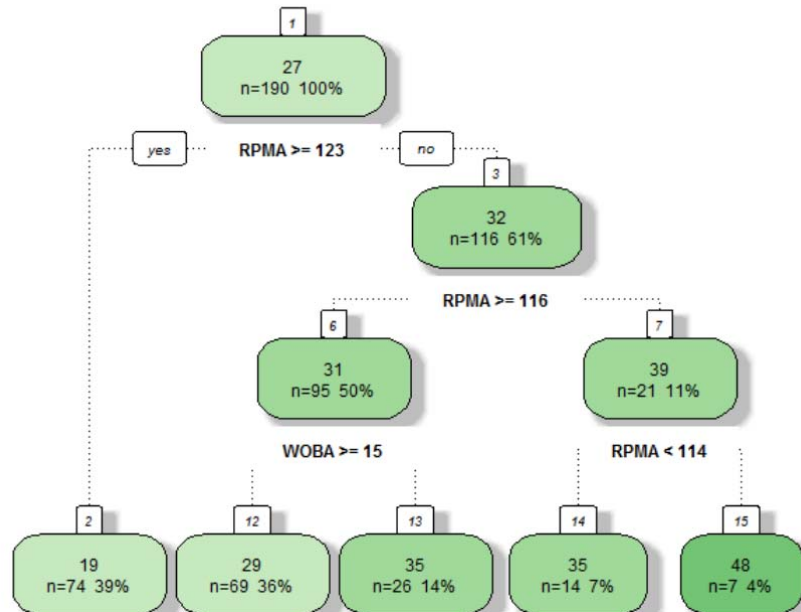 1
27
n=190 100%
yes RPMA >= 123 no
3
32
n=116 61%
RPMA >= 116
6 7
31 39
n=95 50% n=21 11%
WOBA >= 15 RPMA < 114
2 12 13 14 15
19 29 35 35 48
n=74 39% n=69 36% n=26 14% n=14 7% n=7 4%